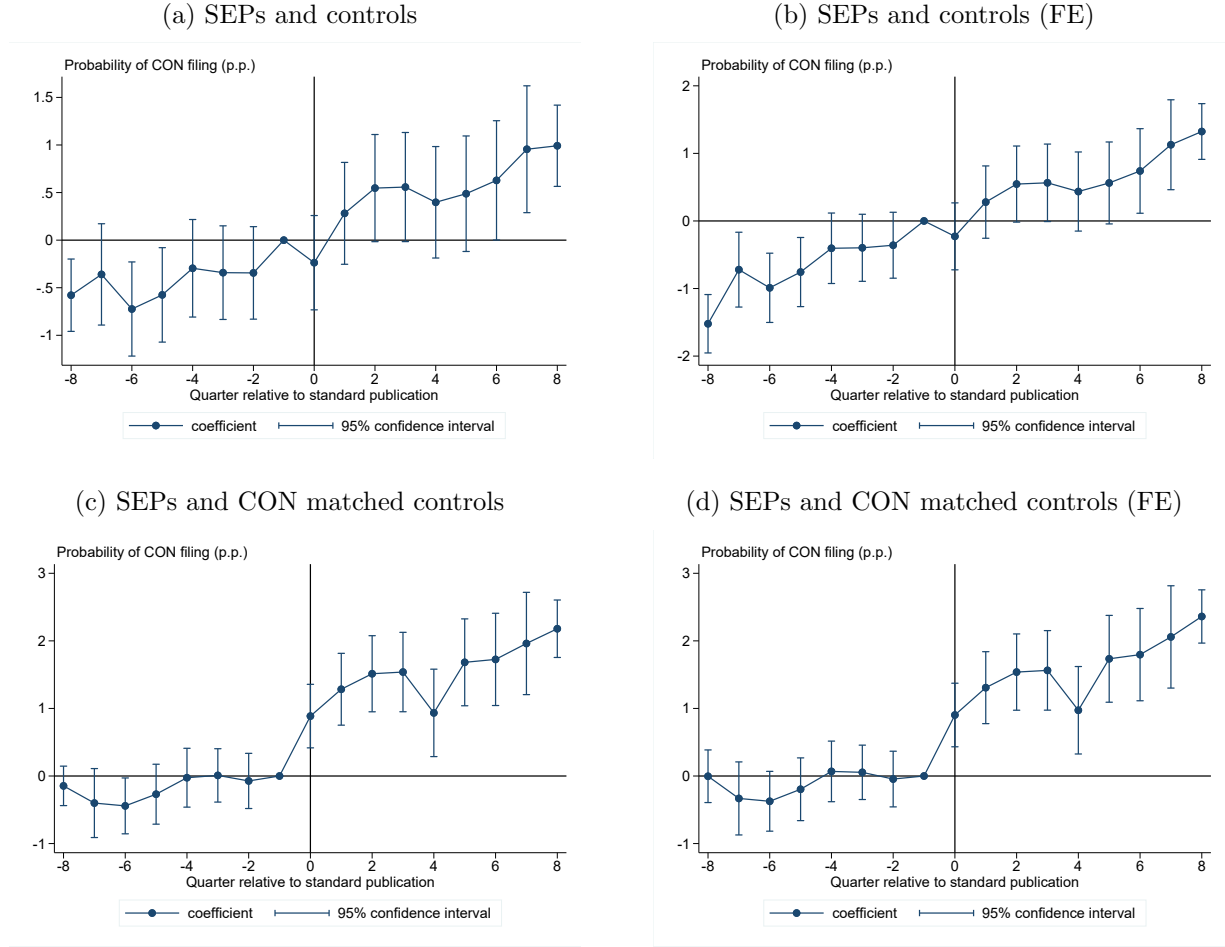 (a) SEPs and controls
Probability of CON filing (p.p.)
1.5
1
.5
0
-.5
-1
-8 -6 -4 -2 0 2 4 6 8
Quarter relative to standard publication
coefficient 95% confidence interval
(b) SEPs and controls (FE)
Probability of CON filing (p.p.)
2
1
0
-1
-2
-8 -6 -4 -2 0 2 4 6 8
Quarter relative to standard publication
coefficient 95% confidence interval
(c) SEPs and CON matched controls
Probability of CON filing (p.p.)
3
2
1
0
-1
-8 -6 -4 -2 0 2 4 6 8
Quarter relative to standard publication
coefficient 95% confidence interval
(d) SEPs and CON matched controls (FE)
Probability of CON filing (p.p.)
3
2
1
0
-1
-8 -6 -4 -2 0 2 4 6 8
Quarter relative to standard publication
coefficient 95% confidence interval